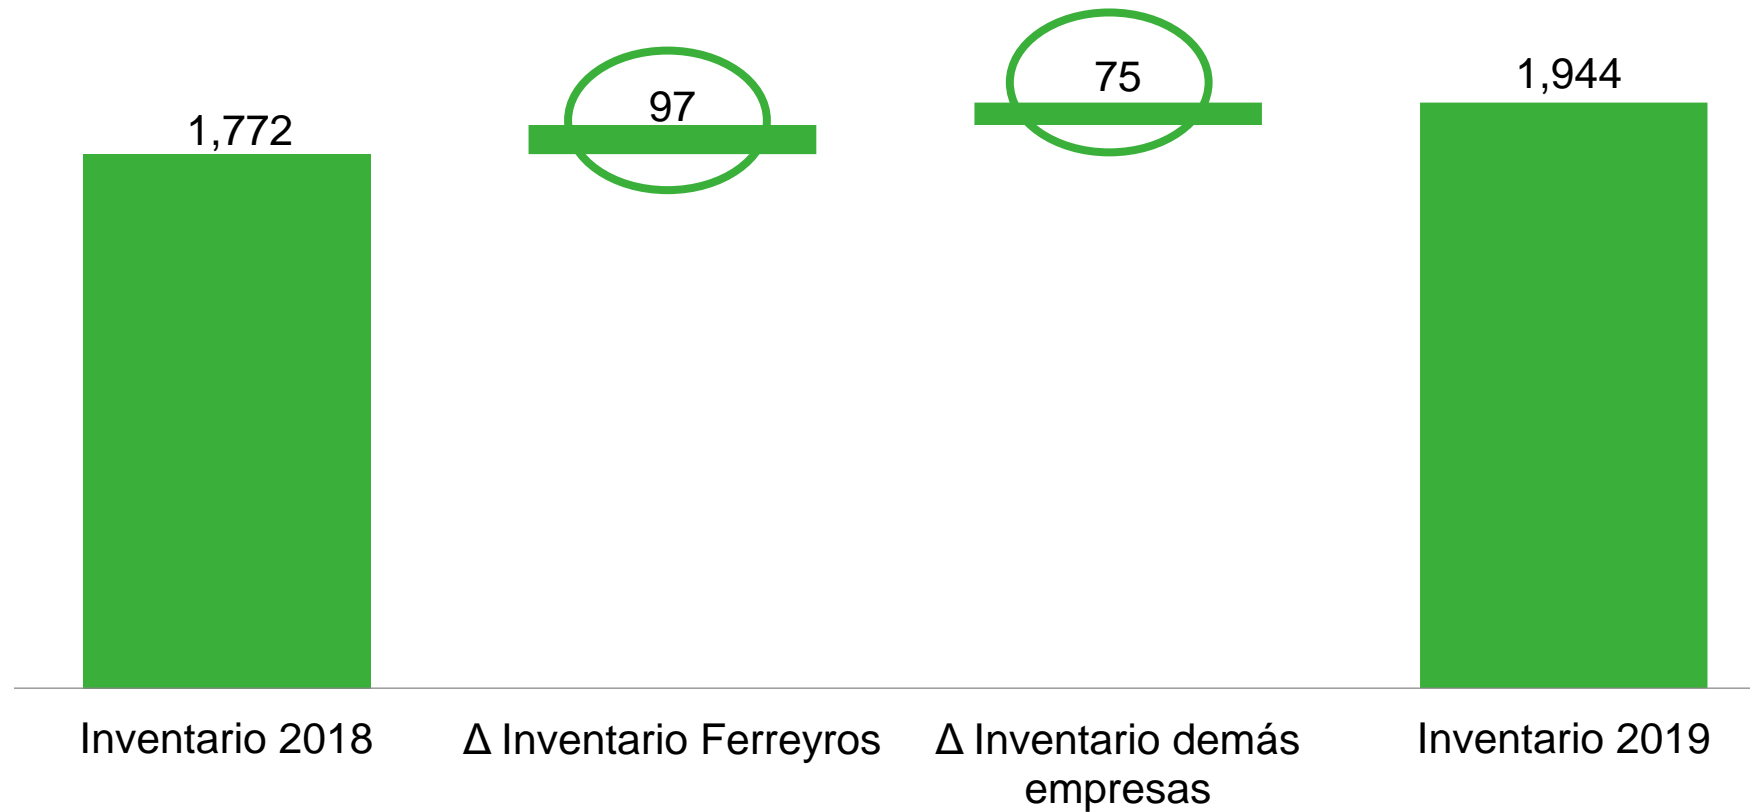 1,772
97
75
1,944
Inventario 2018
Δ Inventario Ferreyros
Δ Inventario demás
empresas
Inventario 2019